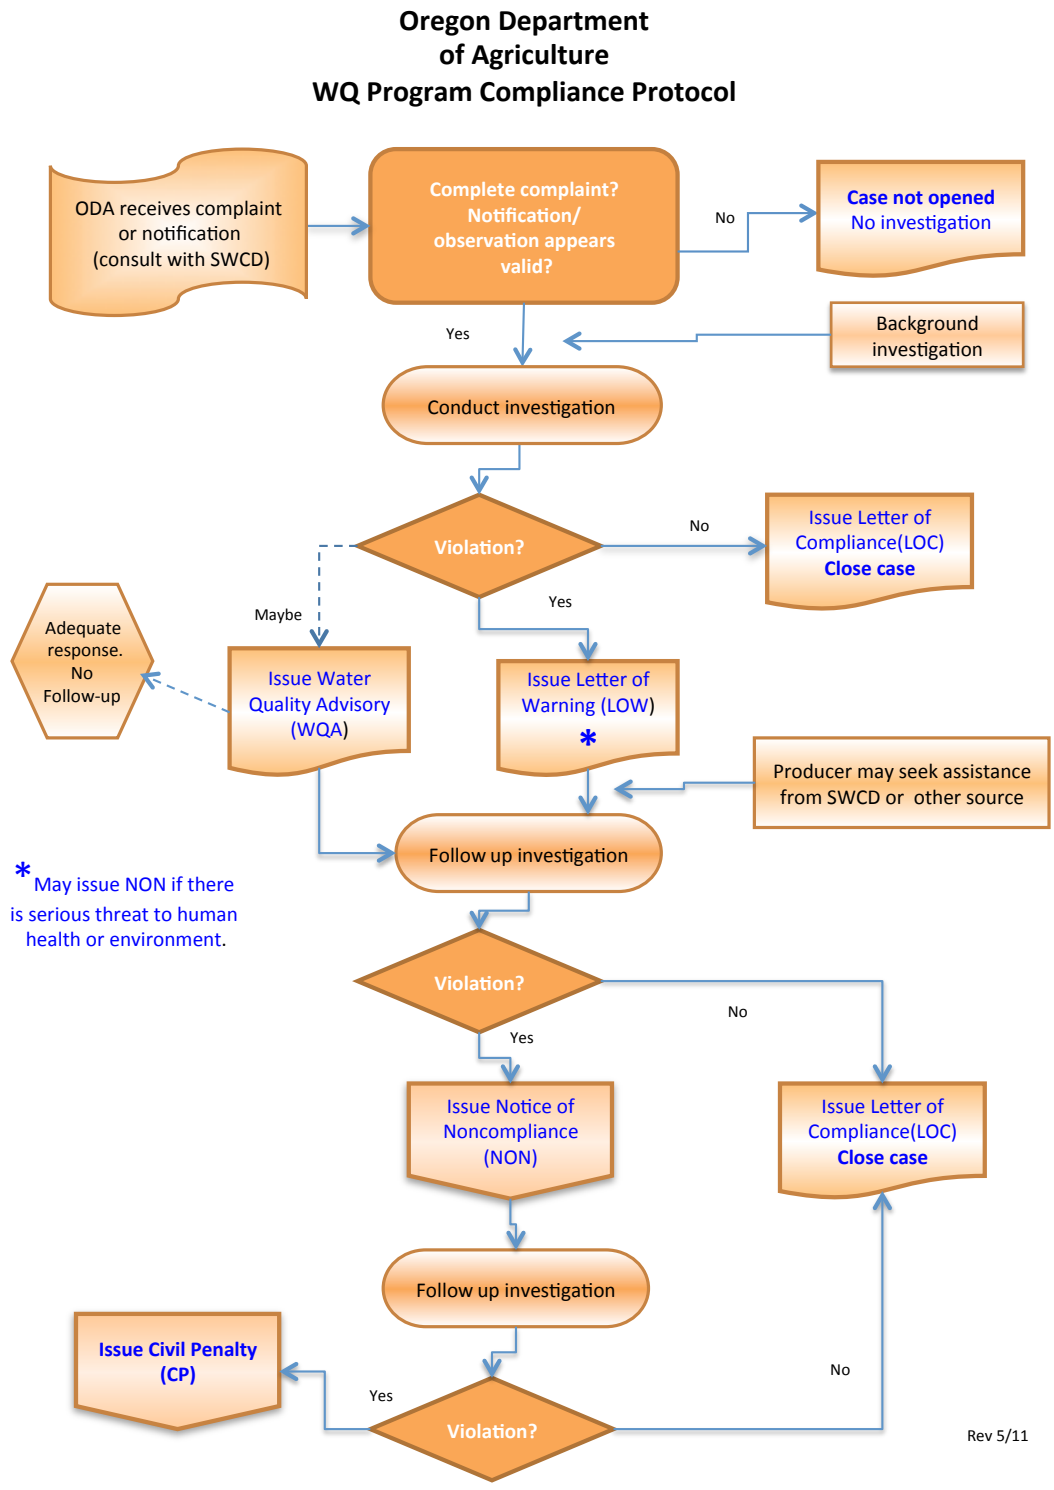 Oregon Department
of Agriculture
WQ Program Compliance Protocol
ODA receives complaint
or notification
(consult with SWCD)
Complete complaint?
Notification/
observation appears
valid?
No
Case not opened
No investigation
Yes
Background
investigation
Conduct investigation
Violation?
No
Issue Letter of
Compliance(LOC)
Close case
Maybe
Yes
Adequate
response.
No
Follow-up
Issue Water
Quality Advisory
(WQA)
Issue Letter of
Warning (LOW)
*
Producer may seek assistance
from SWCD or other source
Follow up investigation
*May issue NON if there
is serious threat to human
health or environment.
Violation?
No
Yes
Issue Notice of
Noncompliance
(NON)
Issue Letter of
Compliance(LOC)
Close case
Follow up investigation
Issue Civil Penalty
(CP)
Yes
Violation?
No
Rev 5/11